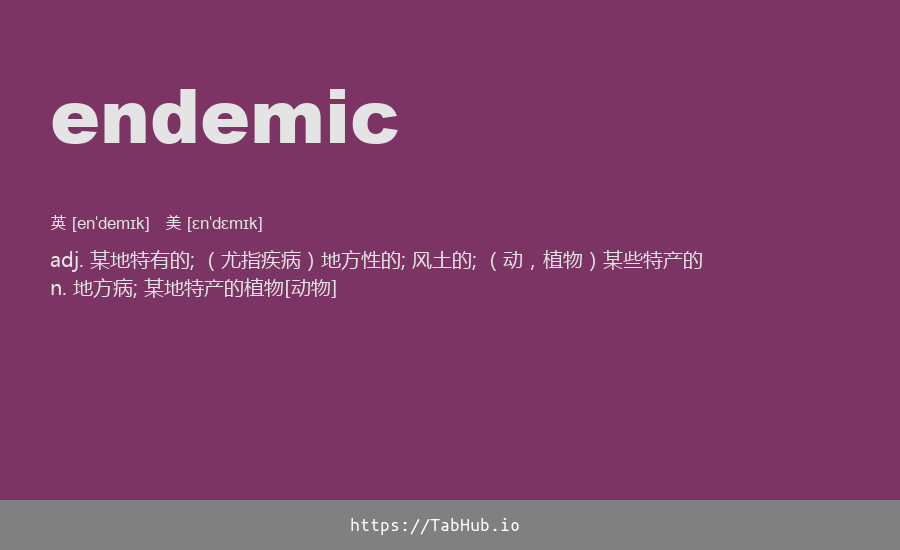 endemic
英 [enˈdemɪk] 美 [ɛnˈdɛmɪk]
adj. 某地特有的; （尤指疾病）地方性的; 风土的; （动，植物）某些特产的
n. 地方病; 某地特产的植物[动物]
https://TabHub.io